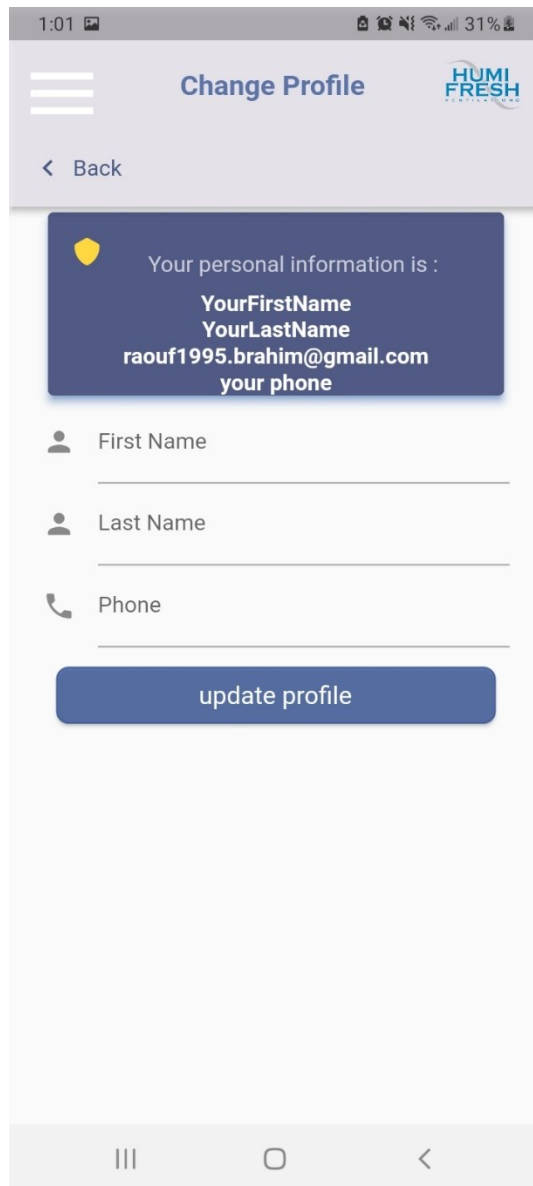 1:01
31%
Change Profile
HUMI
FRESH
VENTILATIONS
Back
Your personal information is :
YourFirstName
YourLastName
raouf1995.brahim@gmail.com
your phone
First Name
Last Name
Phone
update profile